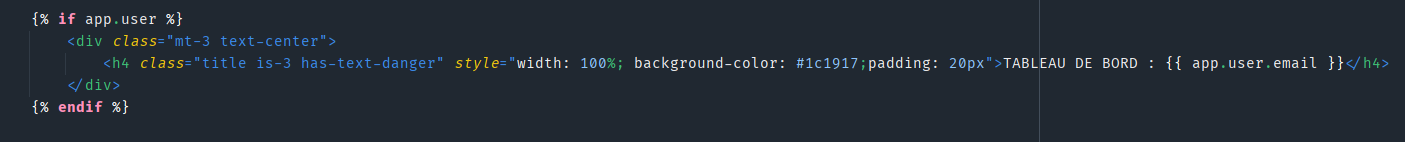 {% if app.user %}
<div class="mt-3 text-center">
<h4 class="title is-3 has-text-danger" style="width: 100%; background-color: #1c1917;padding: 20px">TABLEAU DE BORD : {{ app.user.email }}</h4>
</div>
{% endif %}